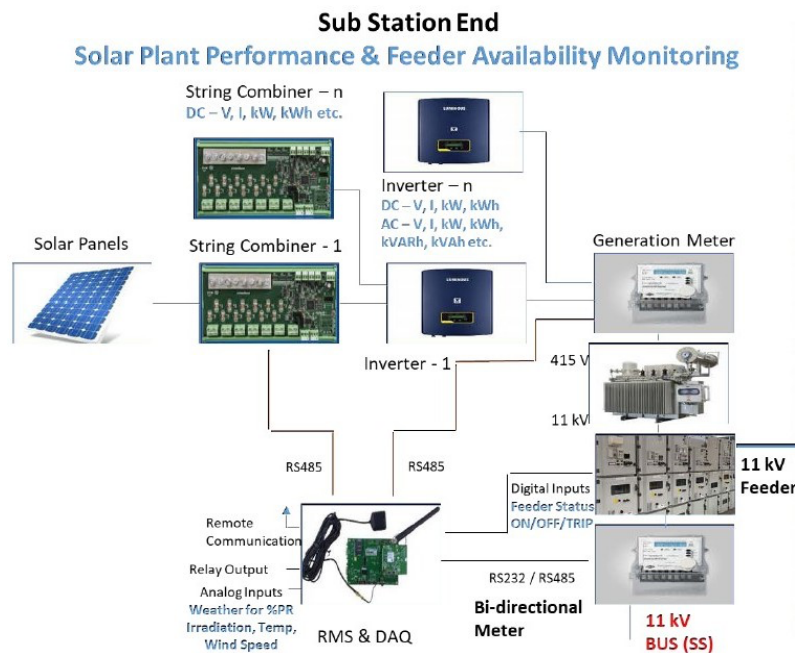 Sub Station End
Solar Plant Performance & Feeder Availability Monitoring
String Combiner – n
DC – V, I, kW, kWh etc.
LUMINOUS
Inverter – n
DC – V, I, kW, kWh
AC – V, I, kW, kWh,
kVARh, kVAh etc.
Solar Panels
String Combiner - 1
Generation Meter
LUMINOUS
Inverter - 1
415 V
11 kV
RS485
RS485
11 kV
Feeder
Digital Inputs
Feeder Status
ON/OFF/TRIP
Remote
Communication
Relay Output
Analog Inputs
Weather for %PR
Irradiation, Temp,
Wind Speed
RMS & DAQ
RS232 / RS485
Bi-directional
Meter
11 kV
BUS (SS)